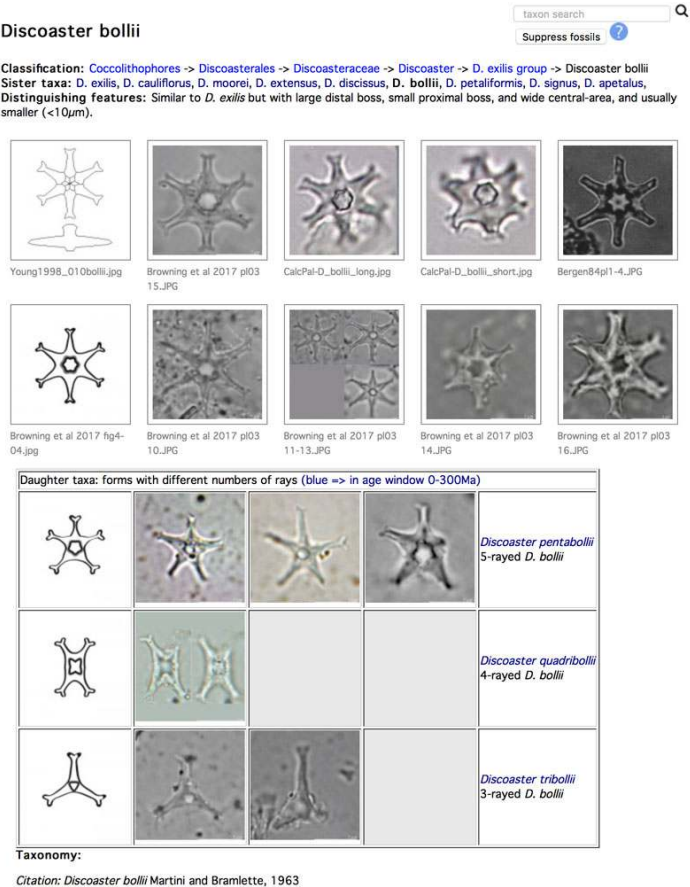 taxon search
Discoaster bollii
Suppress fossils ?
Classification: Coccolithophores -> Discoasterales -> Discoasteraceae -> Discoaster -> D. exilis group -> Discoaster bollii
Sister taxa: D. exilis, D. cauliflorus, D. moorei, D. extensus, D. discissus, D. bollii, D. petaliformis, D. signus, D. apetalus,
Distinguishing features: Similar to D. exilis but with large distal boss, small proximal boss, and wide central-area, and usually
smaller (<10µm).
Young1998_010bollii.jpg
Browning et al 2017 pl03
15.JPG
CalcPal-D_bollii_long.jpg
CalcPal-D_bollii_short.jpg
Bergen84pl1-4.JPG
Browning et al 2017 fig4-
04.jpg
Browning et al 2017 pl03
10.JPG
Browning et al 2017 pl03
11-13.JPG
Browning et al 2017 pl03
14.JPG
Browning et al 2017 pl03
16.JPG
Daughter taxa: forms with different numbers of rays (blue => in age window 0-300Ma)
Discoaster pentabollii
5-rayed D. bollii
Discoaster quadribollii
4-rayed D. bollii
Discoaster tribollii
3-rayed D. bollii
Taxonomy:
Citation: Discoaster bollii Martini and Bramlette, 1963